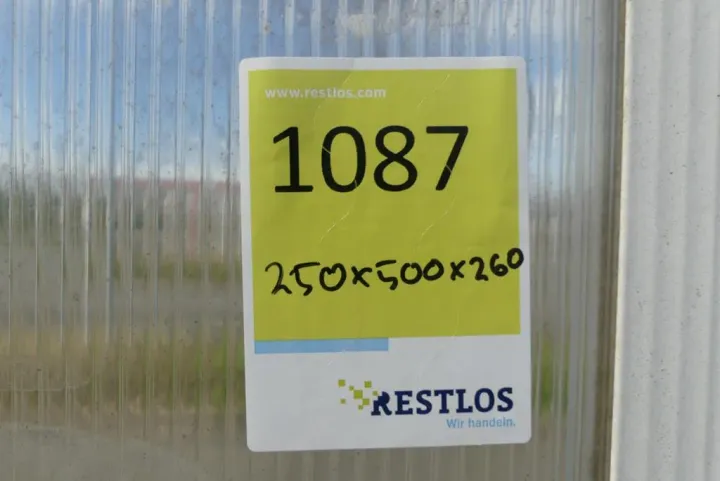 www.restlos.com
1087
250x500x260
RESTLOS
Wir handeln.